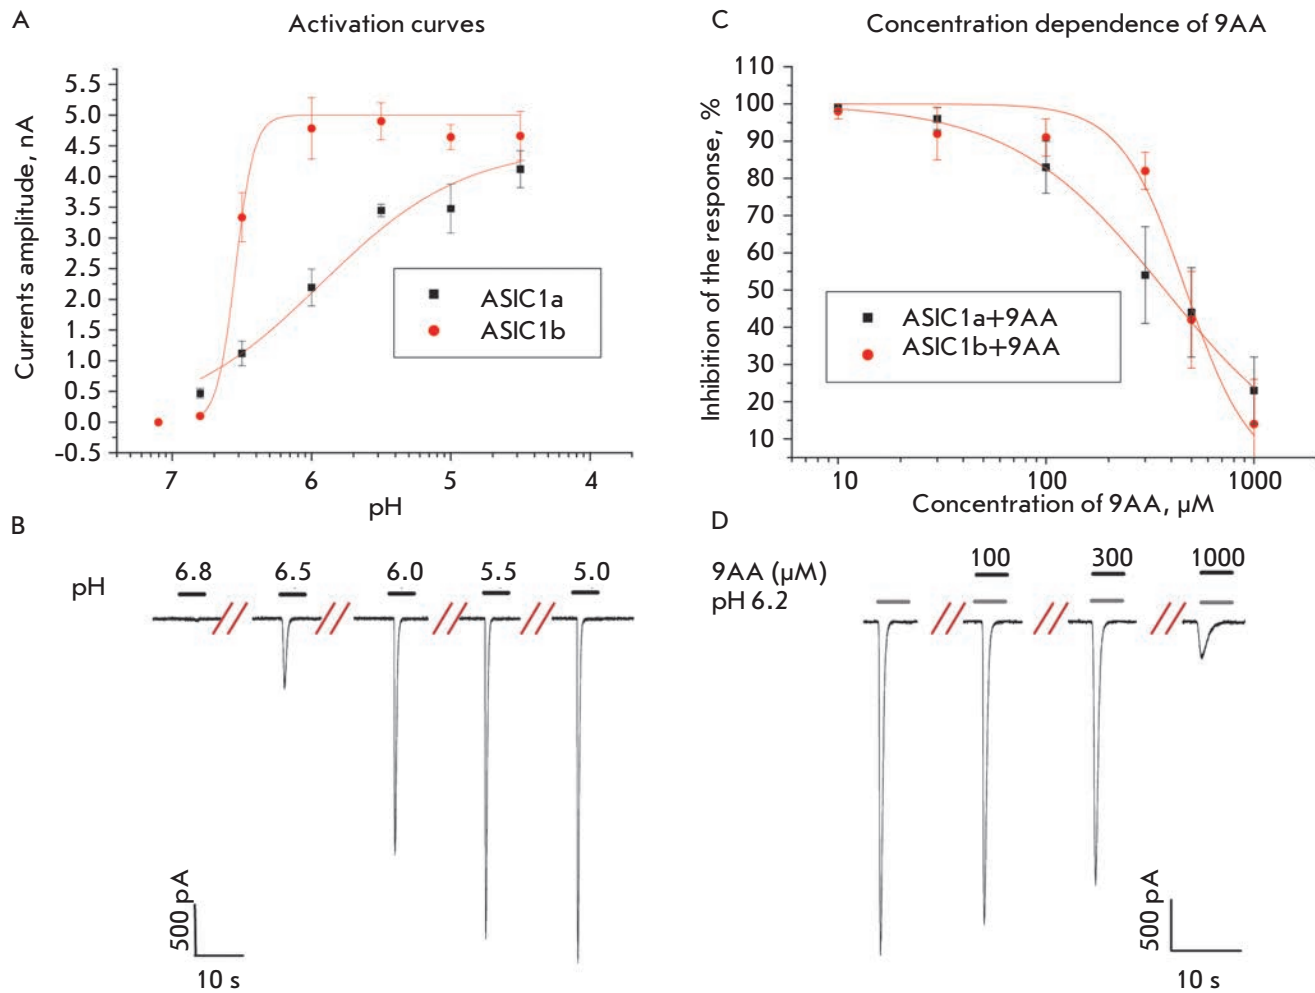 A
Activation curves
Currents amplitude, nA
5.5
5.0
4.5
4.0
3.5
3.0
2.5
2.0
1.5
1.0
0.5
0.0
-0.5
ASIC1a
ASIC1b
7 6 5 4
pH
C
Concentration dependence of 9AA
Inhibition of the response, %
110
100
90
80
70
60
50
40
30
20
10
ASIC1a+9AA
ASIC1b+9AA
10 100 1000
Concentration of 9AA, µM
B
pH 6.8 6.5 6.0 5.5 5.0
500 pA
10 s
D
9AA (µM) 100 300 1000
pH 6.2
500 pA
10 s